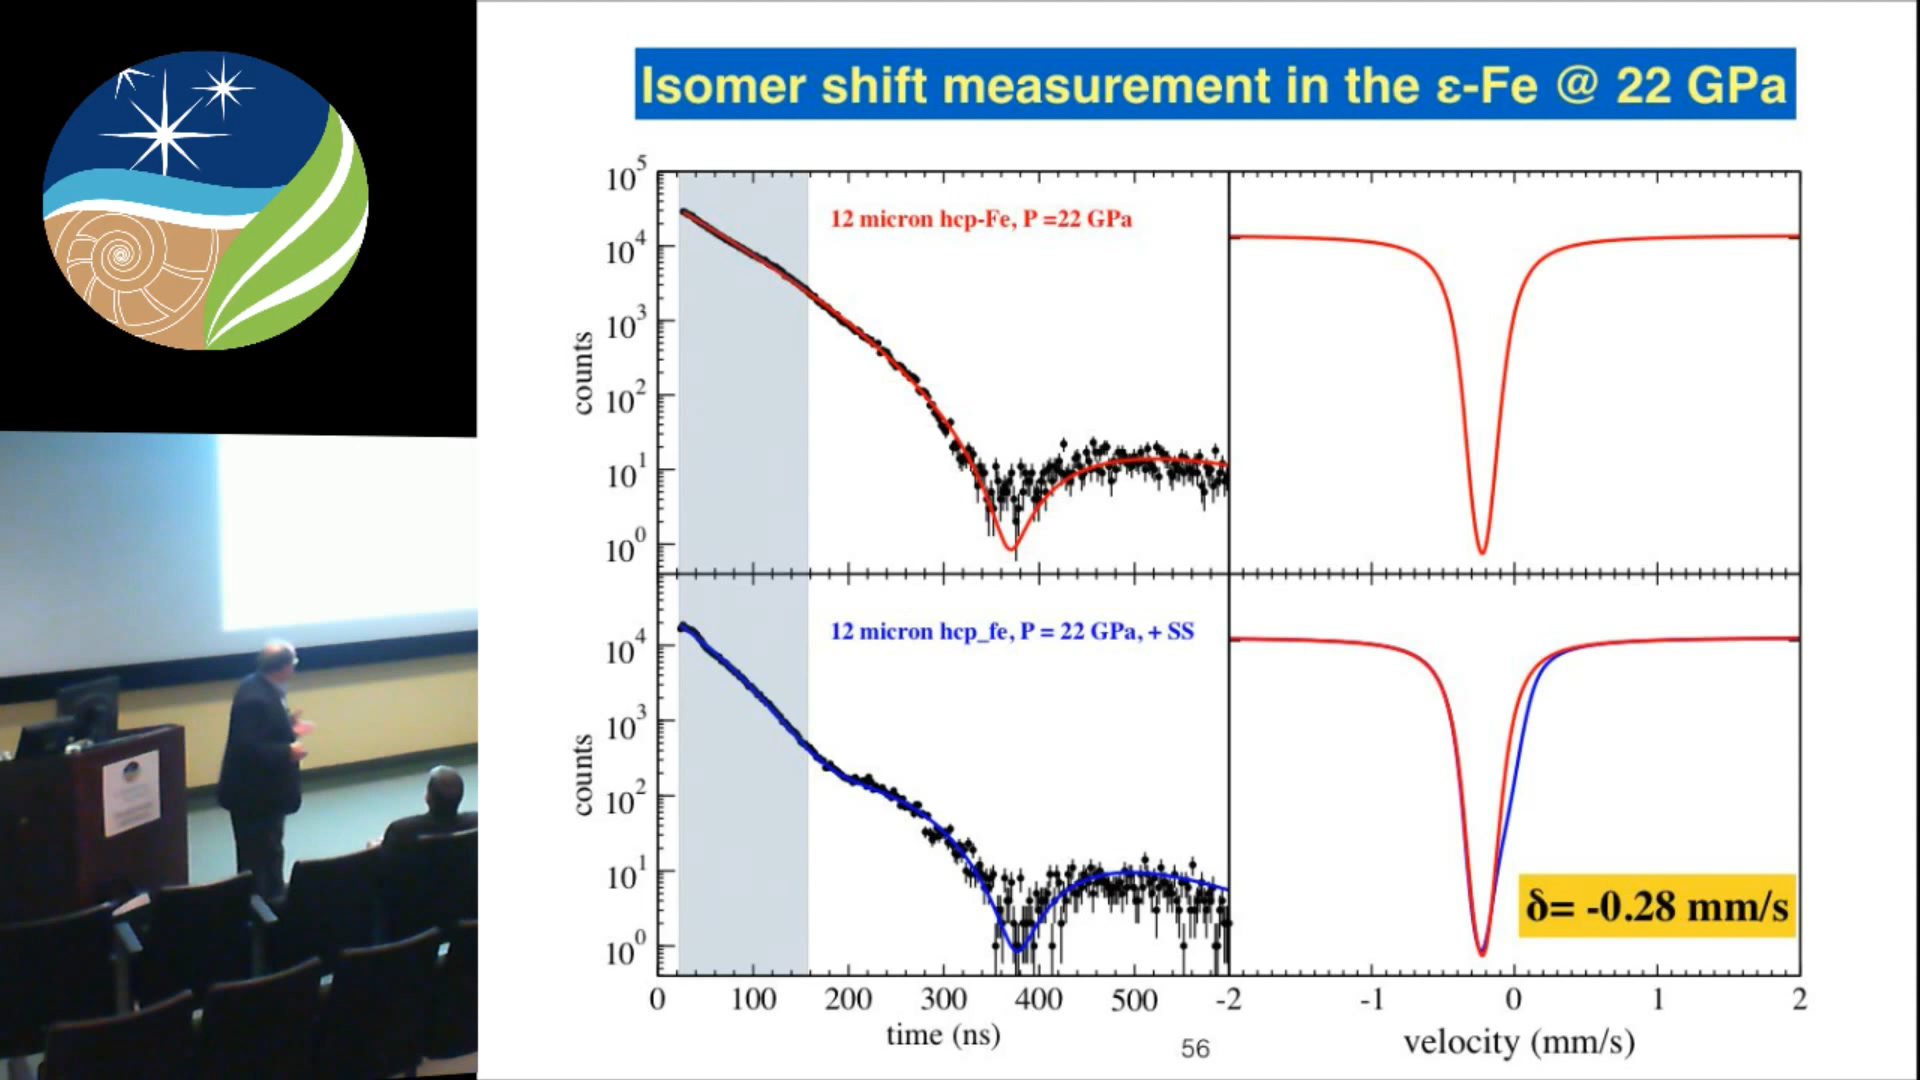 Isomer shift measurement in the ε-Fe @ 22 GPa
10^5
10^4
10^3
10^2
10^1
10^0
counts
12 micron hcp-Fe, P =22 GPa
10^4
10^3
10^2
10^1
10^0
counts
12 micron hcp_fe, P = 22 GPa, + SS
δ= -0.28 mm/s
0 100 200 300 400 500 -2 -1 0 1 2
time (ns)
velocity (mm/s)
56